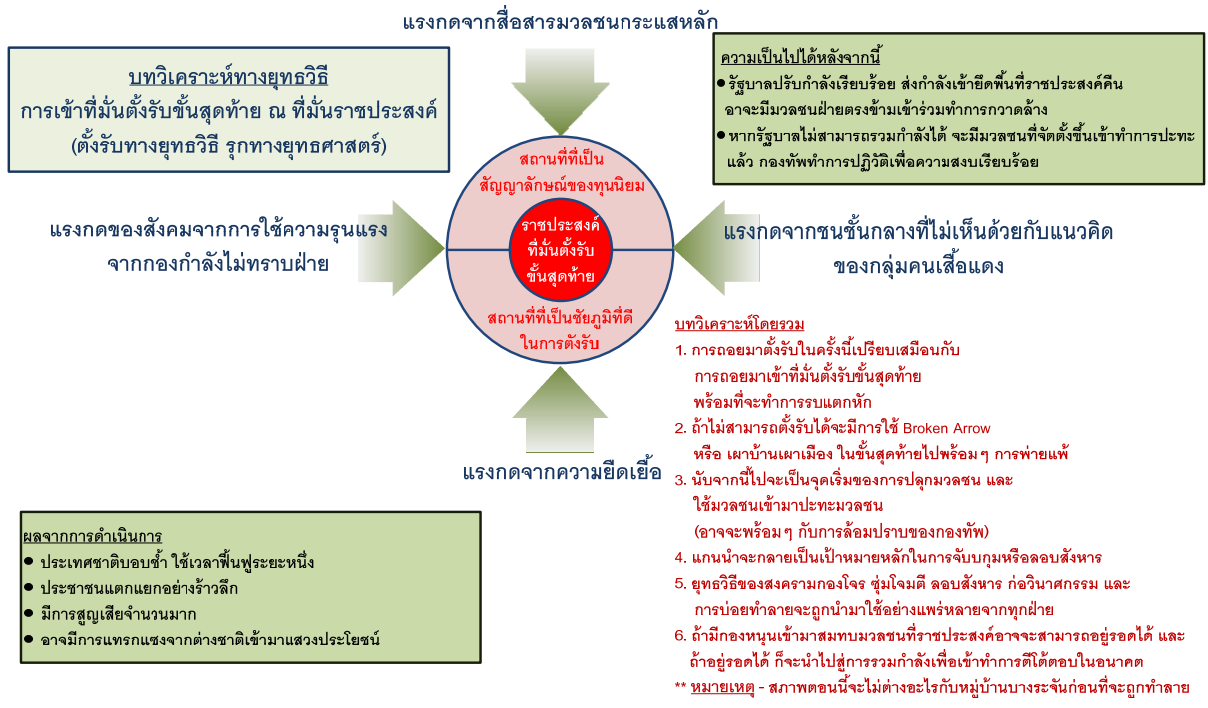 แรงกดจากสื่อสารมวลชนกระแสหลัก
บทวิเคราะห์ทางยุทธวิธี
การเข้าที่มั่นตั้งรับขั้นสุดท้าย ณ ที่มั่นราชประสงค์
(ตั้งรับทางยุทธวิธี รุกทางยุทธศาสตร์)
ความเป็นไปได้หลังจากนี้
● รัฐบาลปรับกำลังเรียบร้อย ส่งกำลังเข้ายึดพื้นที่ราชประสงค์คืน
อาจจะมีมวลชนฝ่ายตรงข้ามเข้าร่วมทำการกวาดล้าง
● หากรัฐบาลไม่สามารถรวมกำลังได้ จะมีมวลชนที่จัดตั้งขึ้นเข้าทำการปะทะ
แล้ว กองทัพทำการปฏิวัติเพื่อความสงบเรียบร้อย
สถานที่ที่เป็น
สัญญาลักษณ์ของทุนนิยม
แรงกดของสังคมจากการใช้ความรุนแรง
จากกองกำลังไม่ทราบฝ่าย
ราชประสงค์
ที่มั่นตั้งรับ
ขั้นสุดท้าย
แรงกดจากชนชั้นกลางที่ไม่เห็นด้วยกับแนวคิด
ของกลุ่มคนเสื้อแดง
สถานที่ที่เป็นชัยภูมิที่ดี
ในการตังรับ
แรงกดจากความยืดเยื้อ
บทวิเคราะห์โดยรวม
1. การถอยมาตั้งรับในครั้งนี้เปรียบเสมือนกับ
การถอยมาเข้าที่มั่นตั้งรับขั้นสุดท้าย
พร้อมที่จะทำการรบแตกหัก
2. ถ้าไม่สามารถตั้งรับได้จะมีการใช้ Broken Arrow
หรือ เผาบ้านเผาเมือง ในขั้นสุดท้ายไปพร้อมๆ การพ่ายแพ้
3. นับจากนี้ไปจะเป็นจุดเริ่มของการปลุกมวลชน และ
ใช้มวลชนเข้ามาปะทะมวลชน
(อาจจะพร้อมๆ กับการล้อมปราบของกองทัพ)
4. แกนนำจะกลายเป็นเป้าหมายหลักในการจับบกุมหรือลอบสังหาร
5. ยุทธวิธีของสงครามกองโจร ซุ่มโจมตี ลอบสังหาร ก่อวินาศกรรม และ
การบ่อยทำลายจะถูกนำมาใช้อย่างแพร่หลายจากทุกฝ่าย
6. ถ้ามีกองหนุนเข้ามาสมทบมวลชนที่ราชประสงค์อาจจะสามารถอยู่รอดได้ และ
ถ้าอยู่รอดได้ ก็จะนำไปสู่การรวมกำลังเพื่อเข้าทำการตีโต้ตอบในอนาคต
** หมายเหตุ - สภาพตอนนี้จะไม่ต่างอะไรกับหมู่บ้านบางระจันก่อนที่จะถูกทำลาย
ผลจากการดำเนินการ
● ประเทศชาติบอบช้ำ ใช้เวลาฟื้นฟูระยะหนึ่ง
● ประชาชนแตกแยกอย่างร้าวลึก
● มีการสูญเสียจำนวนมาก
● อาจมีการแทรกแซงจากต่างชาติเข้ามาแสวงประโยชน์